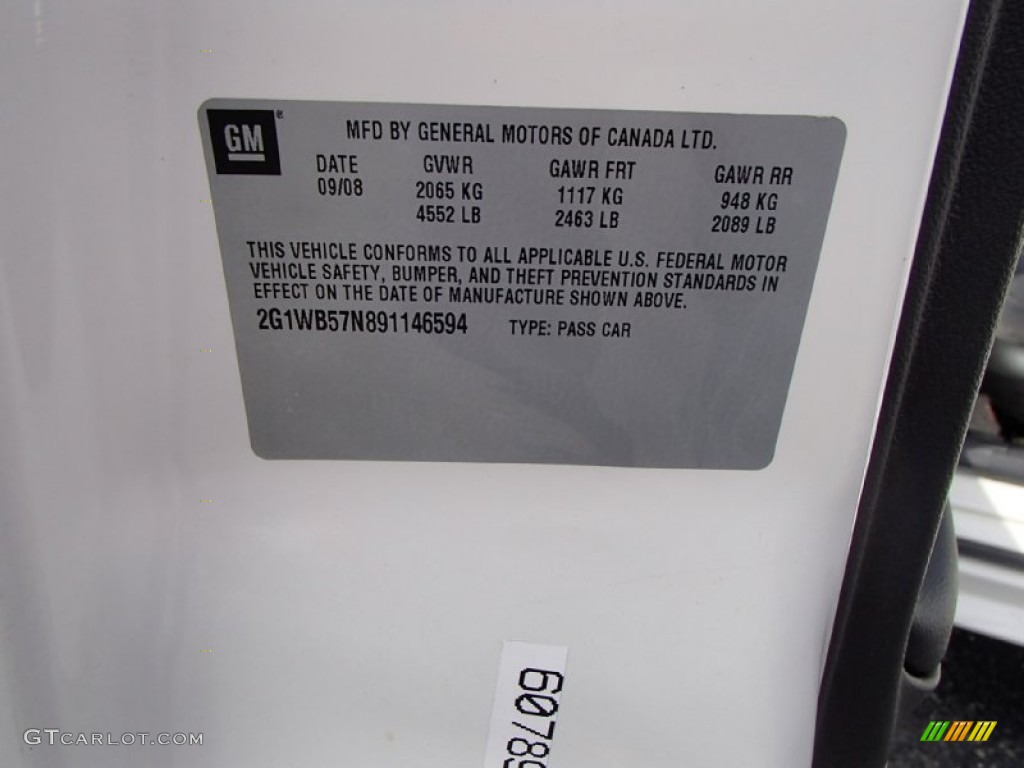 GM ®
MFD BY GENERAL MOTORS OF CANADA LTD.
DATE GVWR GAWR FRT GAWR RR
09/08 2065 KG 1117 KG 948 KG
4552 LB 2463 LB 2089 LB
THIS VEHICLE CONFORMS TO ALL APPLICABLE U.S. FEDERAL MOTOR
VEHICLE SAFETY, BUMPER, AND THEFT PREVENTION STANDARDS IN
EFFECT ON THE DATE OF MANUFACTURE SHOWN ABOVE.
2G1WB57N891146594 TYPE: PASS CAR
60789
GTCARLOT.COM